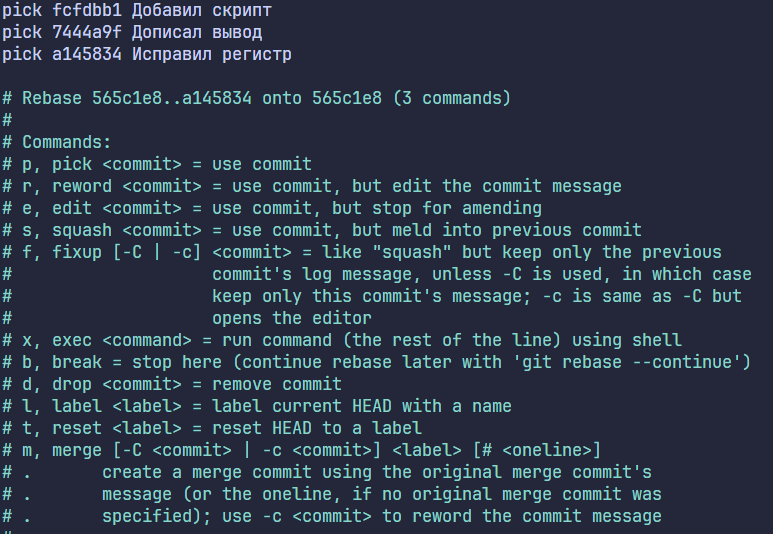 pick fcfdbb1 Добавил скрипт
pick 7444a9f Дописал вывод
pick a145834 Исправил регистр

# Rebase 565c1e8..a145834 onto 565c1e8 (3 commands)
#
# Commands:
# p, pick <commit> = use commit
# r, reword <commit> = use commit, but edit the commit message
# e, edit <commit> = use commit, but stop for amending
# s, squash <commit> = use commit, but meld into previous commit
# f, fixup [-C | -c] <commit> = like "squash" but keep only the previous
#                    commit's log message, unless -C is used, in which case
#                    keep only this commit's message; -c is same as -C but
#                    opens the editor
# x, exec <command> = run command (the rest of the line) using shell
# b, break = stop here (continue rebase later with 'git rebase --continue')
# d, drop <commit> = remove commit
# l, label <label> = label current HEAD with a name
# t, reset <label> = reset HEAD to a label
# m, merge [-C <commit> | -c <commit>] <label> [# <oneline>]
# .       create a merge commit using the original merge commit's
# .       message (or the oneline, if no original merge commit was
# .       specified); use -c <commit> to reword the commit message
#